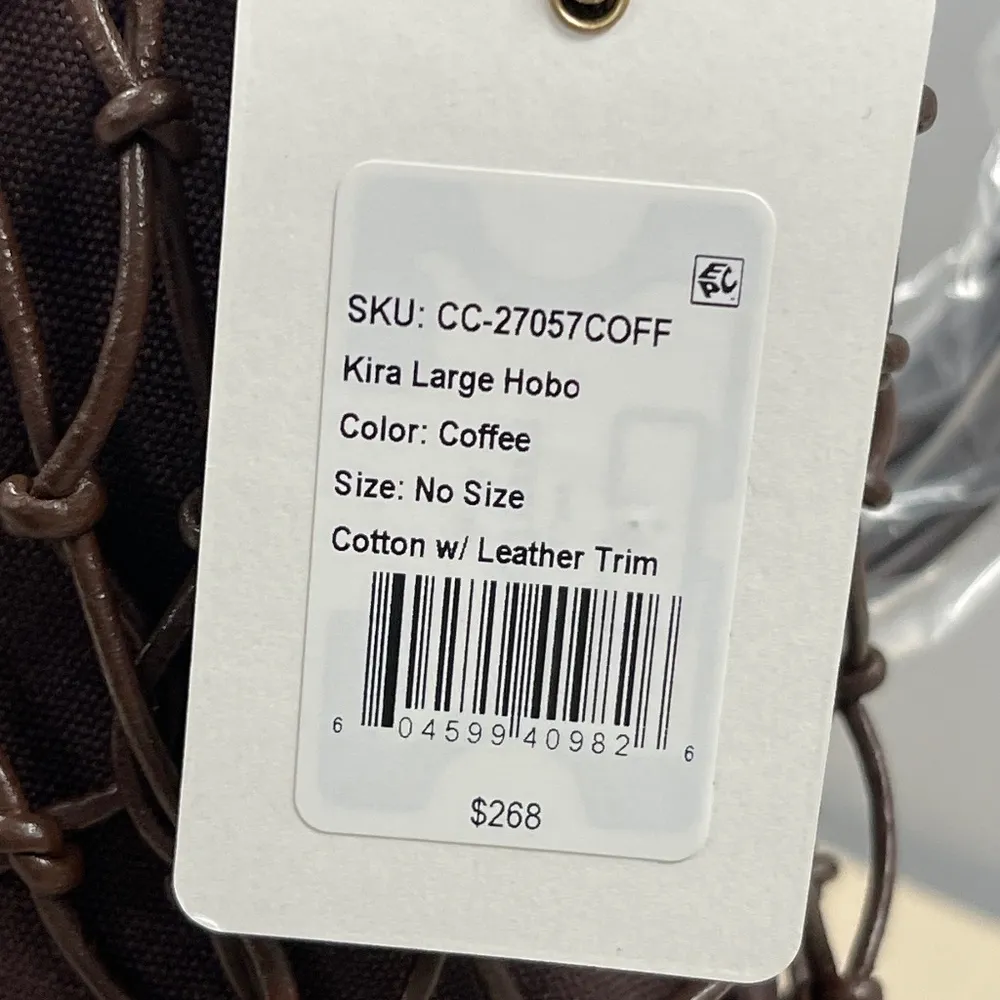 EPC
SKU: CC-27057COFF
Kira Large Hobo
Color: Coffee
Size: No Size
Cotton w/ Leather Trim
6 04599 40982 6
$268